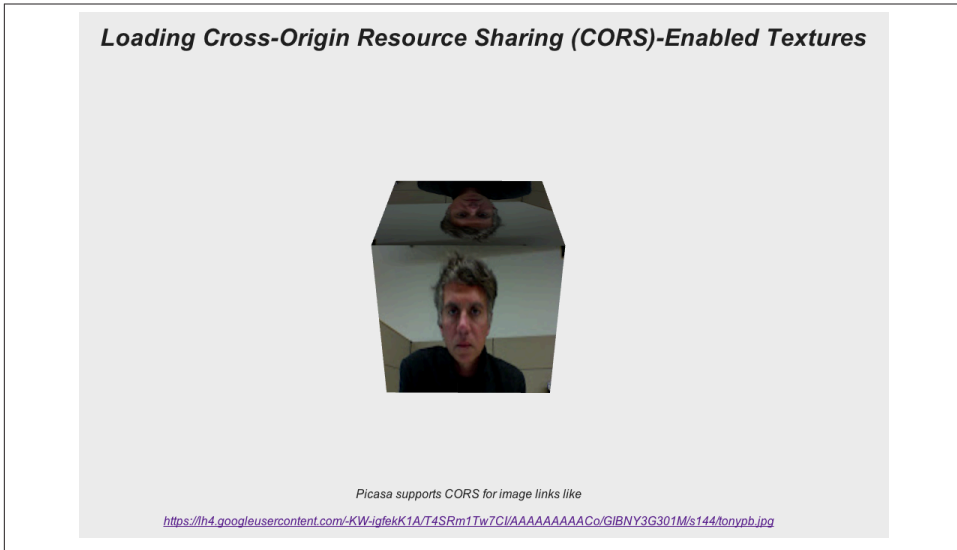 Loading Cross-Origin Resource Sharing (CORS)-Enabled Textures
Picasa supports CORS for image links like
https://lh4.googleusercontent.com/-KW-igfekK1A/T4SRm1Tw7CI/AAAAAAAAACo/GlBNY3G301M/s144/tonypb.jpg